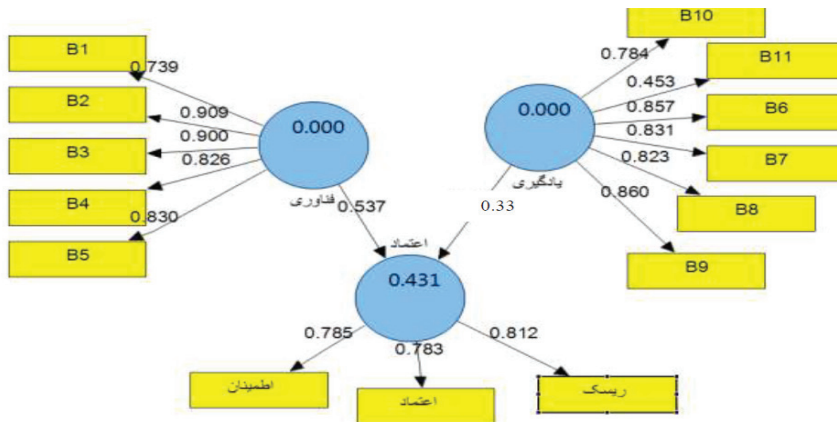 B10
B1
0.784
B11
0.739
0.453
B2
0.909
0.000
0.000
0.857
B6
0.900
0.831
B3
0.826
B7
0.823
یادگیری
B4
0.830
فناوری
0.537
0.33
0.860
B8
B5
اعتماد
B9
0.431
0.785
0.783
0.812
اطمینان
اعتماد
ریسک